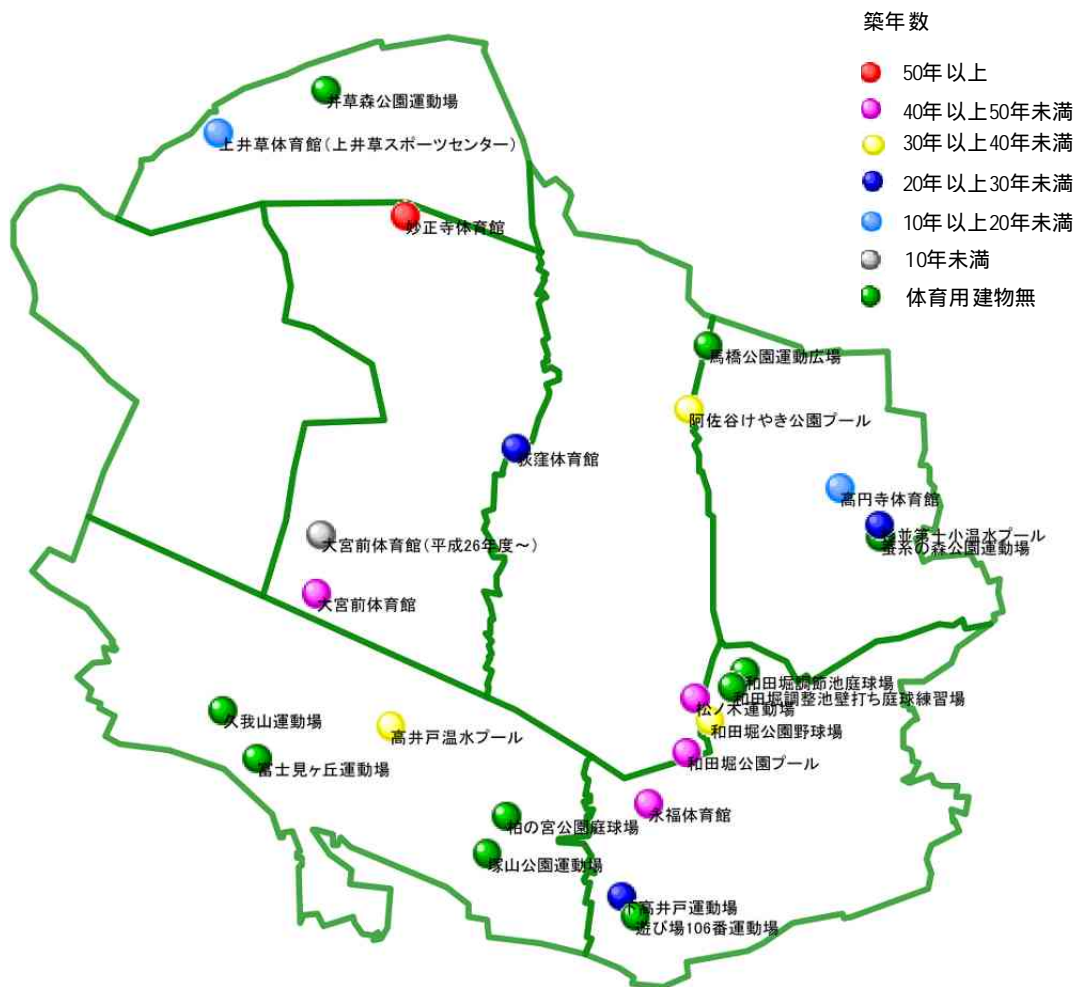 築年数
50年以上
40年以上50年未満
30年以上40年未満
20年以上30年未満
10年以上20年未満
10年未満
体育用建物無
井草森公園運動場
上井草体育館(上井草スポーツセンター)
妙正寺体育館
馬橋公園運動広場
阿佐谷けやき公園プール
荻窪体育館
高円寺体育館
杉並第十小温水プール
蚕糸の森公園運動場
大宮前体育館(平成26年度～)
大宮前体育館
和田堀調節池庭球場
和田堀調整池壁打ち庭球練習場
松ノ木運動場
久我山運動場
和田堀公園野球場
高井戸温水プール
和田堀公園プール
富士見ヶ丘運動場
永福体育館
柏の宮公園庭球場
塚山公園運動場
下高井戸運動場
遊び場106番運動場